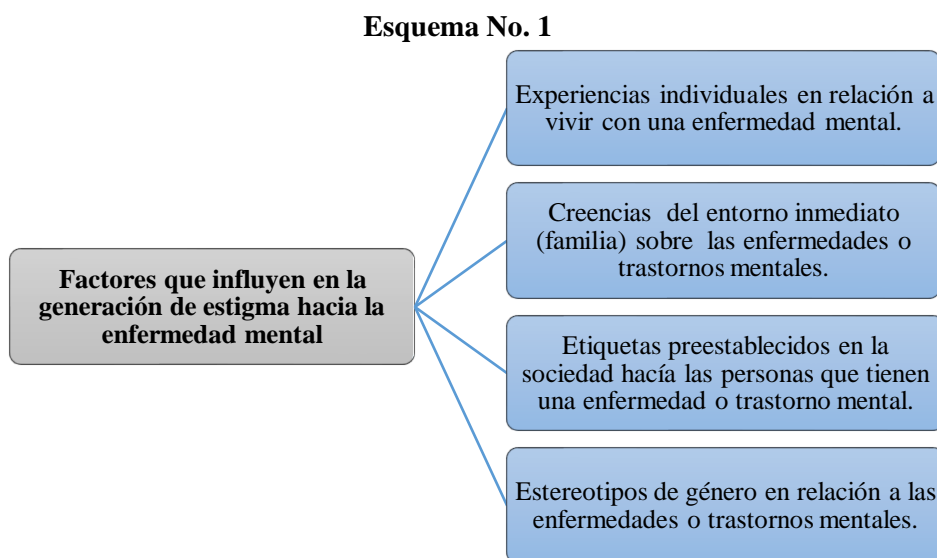 Esquema No. 1
Experiencias individuales en relación a
vivir con una enfermedad mental.
Creencias del entorno inmediato
(familia) sobre las enfermedades o
trastornos mentales.
Factores que influyen en la
generación de estigma hacia la
enfermedad mental
Etiquetas preestablecidos en la
sociedad hacía las personas que tienen
una enfermedad o trastorno mental.
Estereotipos de género en relación a las
enfermedades o trastornos mentales.